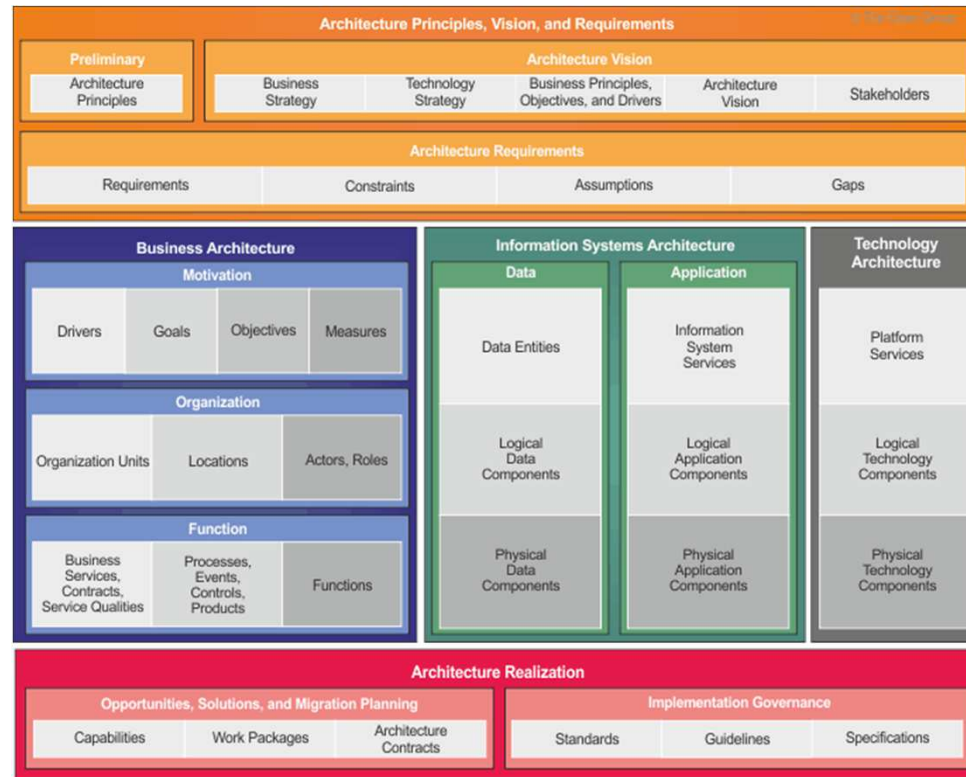 Architecture Principles, Vision, and Requirements
© The Open Group
Preliminary
Architecture
Principles
Architecture Vision
Business
Strategy
Technology
Strategy
Business Principles,
Objectives, and Drivers
Architecture
Vision
Stakeholders
Architecture Requirements
Requirements
Constraints
Assumptions
Gaps
Business Architecture
Motivation
Drivers
Goals
Objectives
Measures
Organization
Organization Units
Locations
Actors, Roles
Function
Business
Services,
Contracts,
Service Qualities
Processes,
Events,
Controls,
Products
Functions
Information Systems Architecture
Data
Data Entities
Logical
Data
Components
Physical
Data
Components
Application
Information
System
Services
Logical
Application
Components
Physical
Application
Components
Technology
Architecture
Platform
Services
Logical
Technology
Components
Physical
Technology
Components
Architecture Realization
Opportunities, Solutions, and Migration Planning
Capabilities
Work Packages
Architecture
Contracts
Implementation Governance
Standards
Guidelines
Specifications